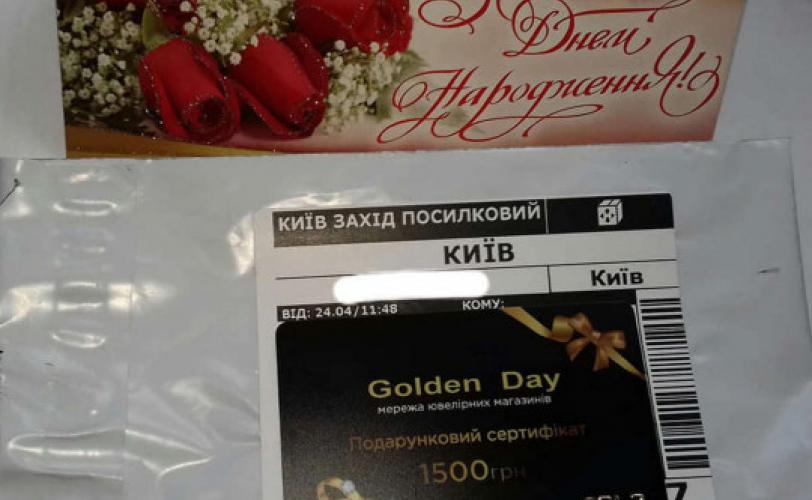 Днем
Народження!
КИЇВ ЗАХІД ПОСИЛКОВИЙ
КИЇВ
Київ
ВІД: 24.04/11:48 КОМУ:
Golden Day
мережа ювелірних магазинів
Подарунковий сертифікат
1500грн
7